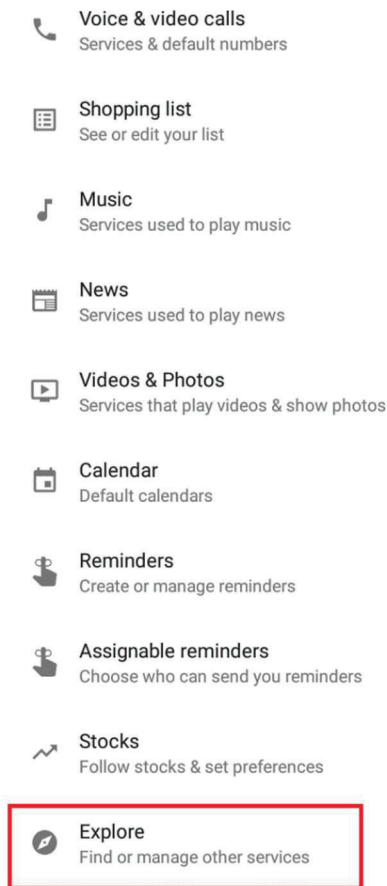 Voice & video calls
Services & default numbers
Shopping list
See or edit your list
Music
Services used to play music
News
Services used to play news
Videos & Photos
Services that play videos & show photos
Calendar
Default calendars
Reminders
Create or manage reminders
Assignable reminders
Choose who can send you reminders
Stocks
Follow stocks & set preferences
Explore
Find or manage other services